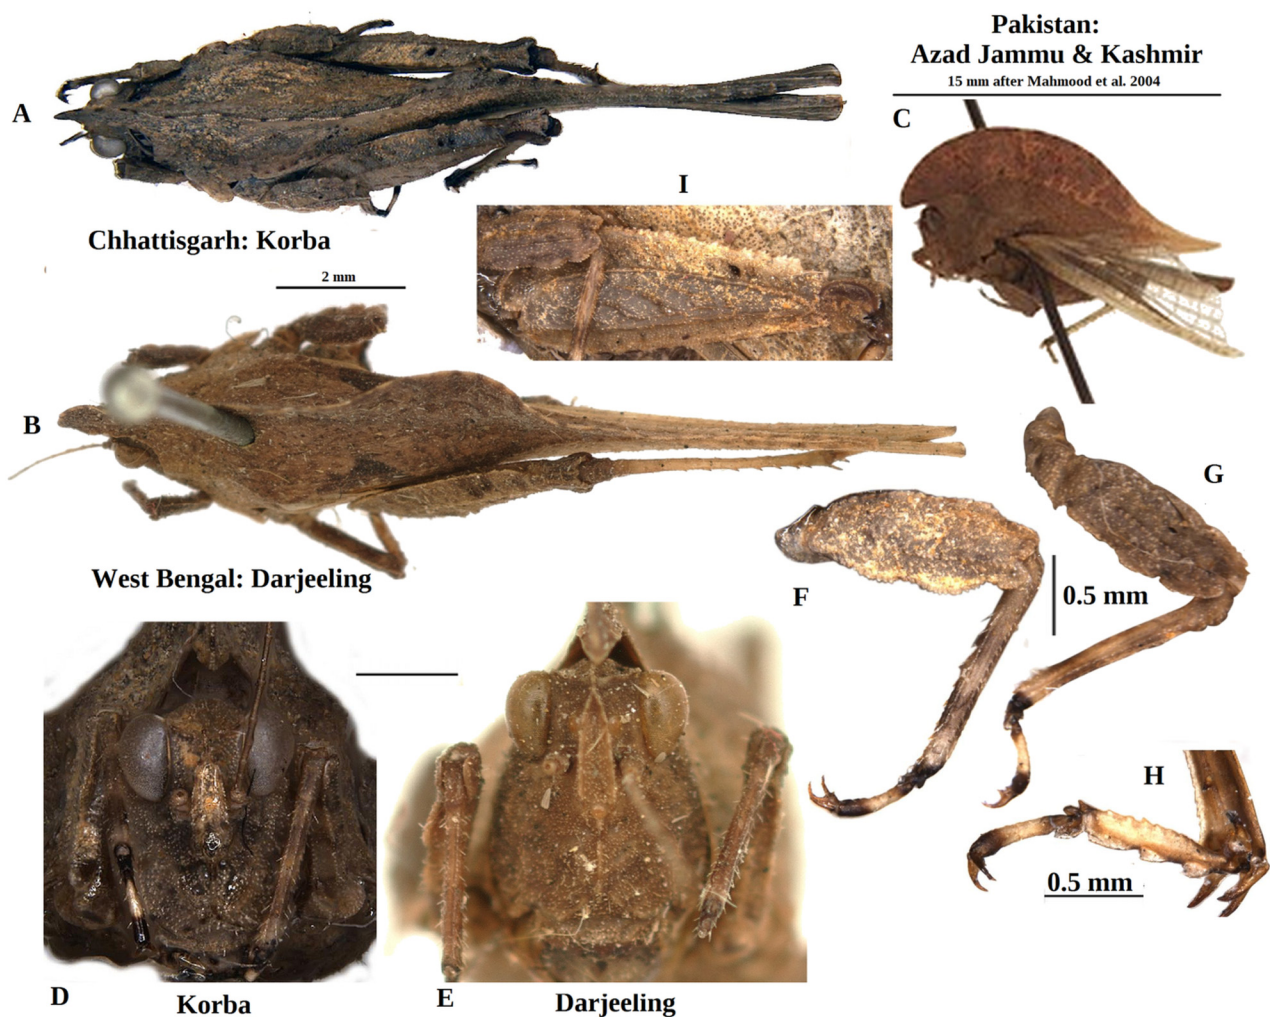 Pakistan:
Azad Jammu & Kashmir
15 mm after Mahmood et al. 2004
A
C
I
Chhattisgarh: Korba
2 mm
B
G
West Bengal: Darjeeling
F
0.5 mm
H
0.5 mm
D
Korba
E
Darjeeling